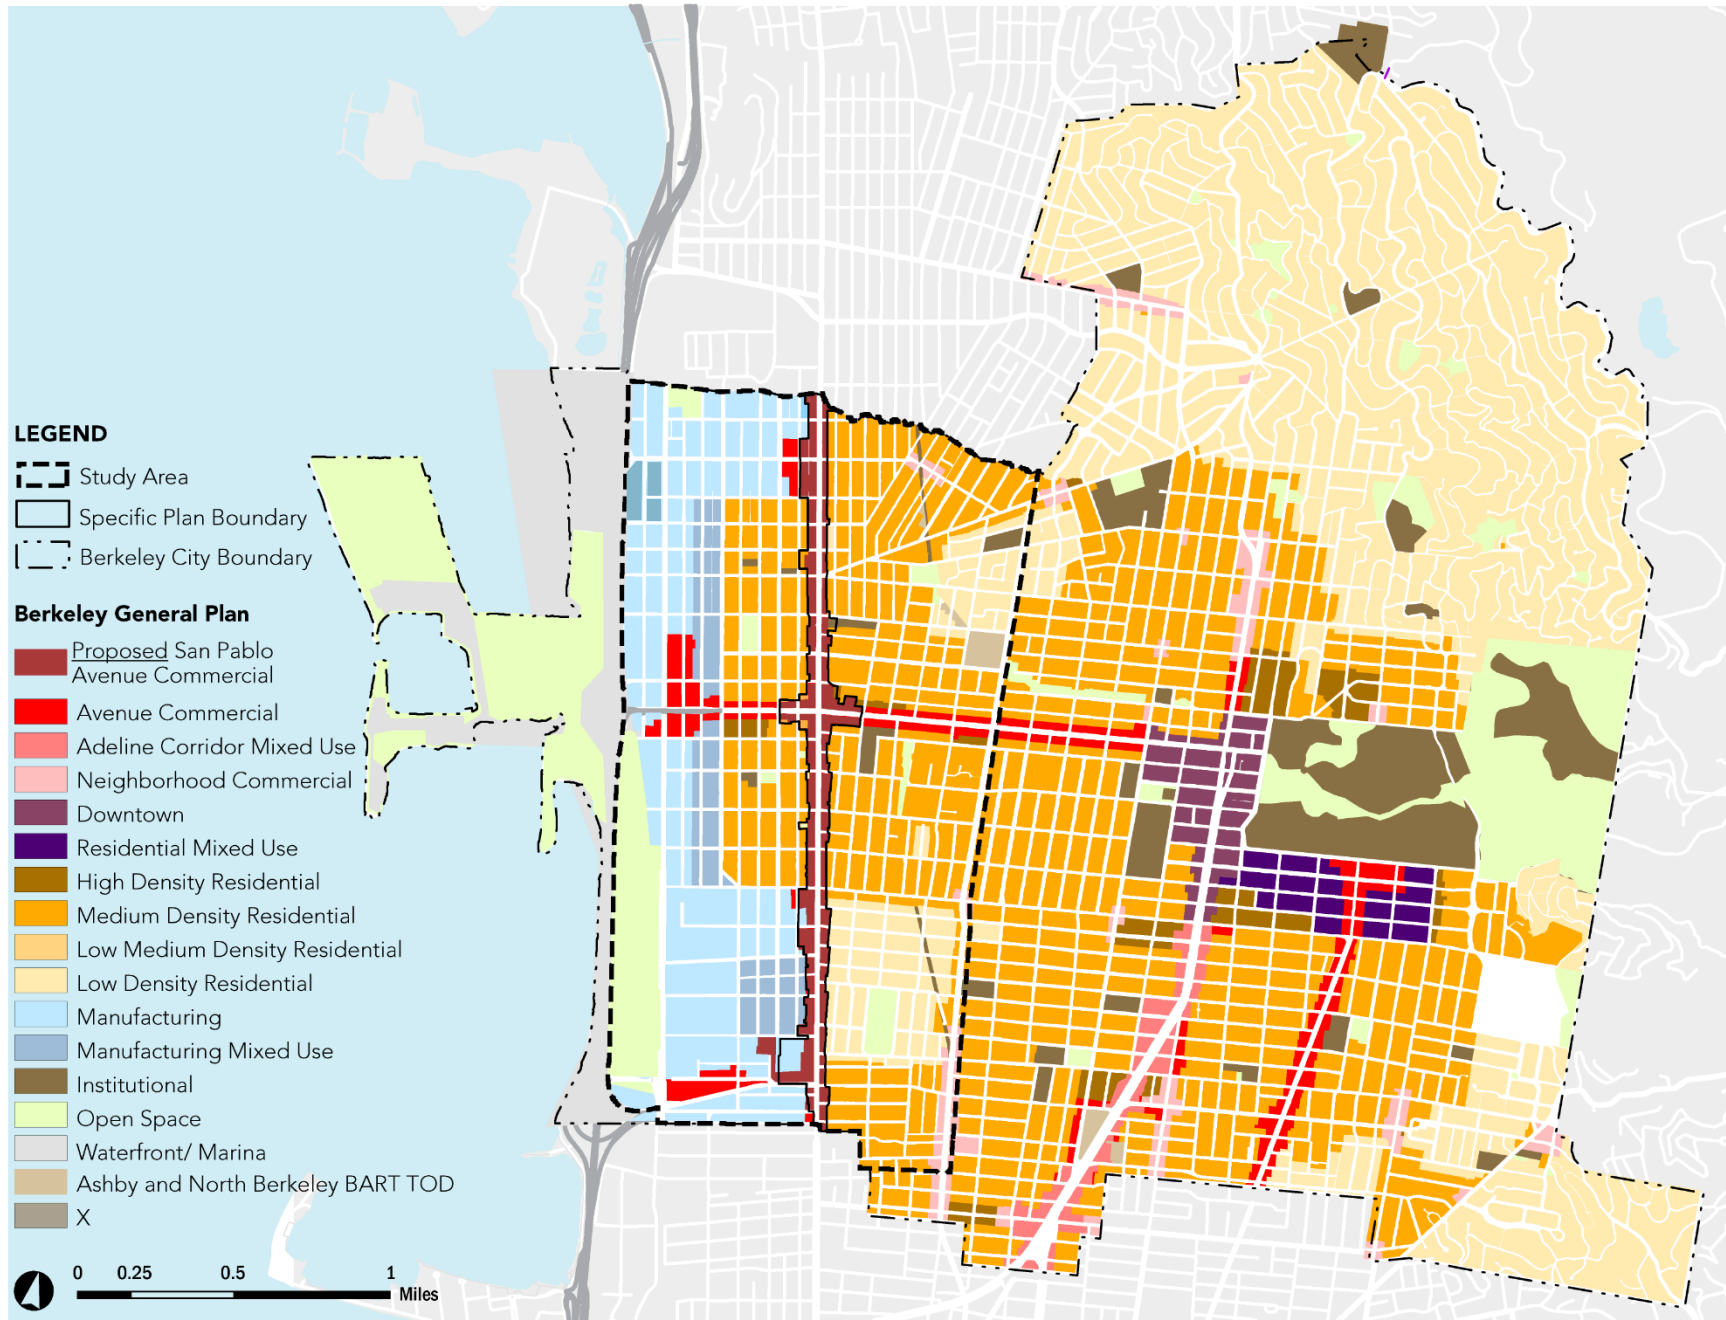 LEGEND
Study Area
Specific Plan Boundary
Berkeley City Boundary
Berkeley General Plan
Proposed San Pablo
Avenue Commercial
Avenue Commercial
Adeline Corridor Mixed Use
Neighborhood Commercial
Downtown
Residential Mixed Use
High Density Residential
Medium Density Residential
Low Medium Density Residential
Low Density Residential
Manufacturing
Manufacturing Mixed Use
Institutional
Open Space
Waterfront/ Marina
Ashby and North Berkeley BART TOD
X
0 0.25 0.5 1
Miles